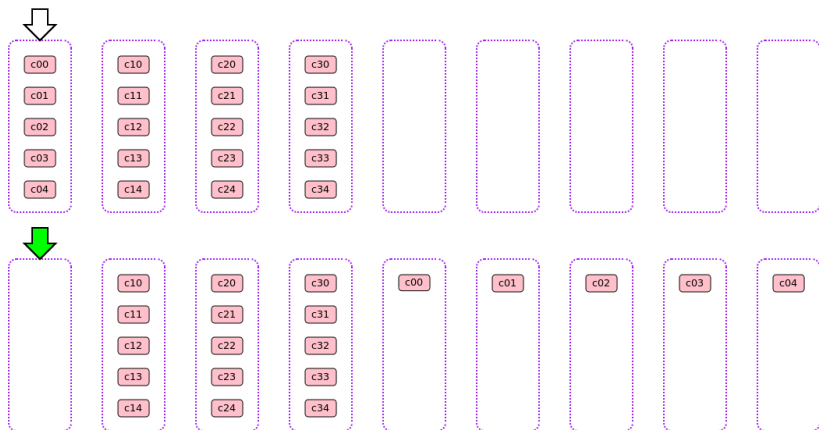 c00 c10 c20 c30
c01 c11 c21 c31
c02 c12 c22 c32
c03 c13 c23 c33
c04 c14 c24 c34
c10 c20 c30 c00 c01 c02 c03 c04
c11 c21 c31
c12 c22 c32
c13 c23 c33
c14 c24 c34